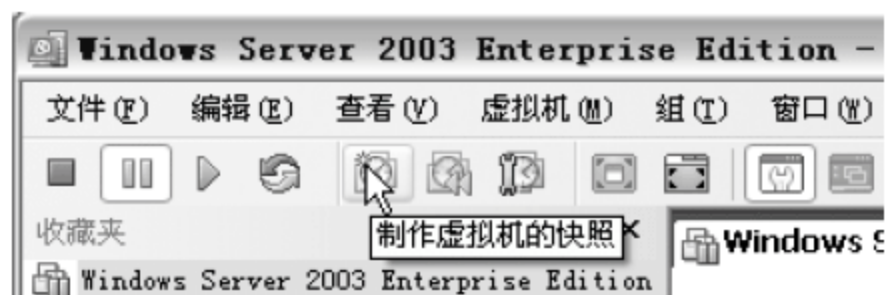 Windows Server 2003 Enterprise Edition -
文件(F) 编辑(E) 查看(V) 虚拟机(M) 组(T) 窗口(W)
收藏夹
制作虚拟机的快照
Windows S
Windows Server 2003 Enterprise Edition